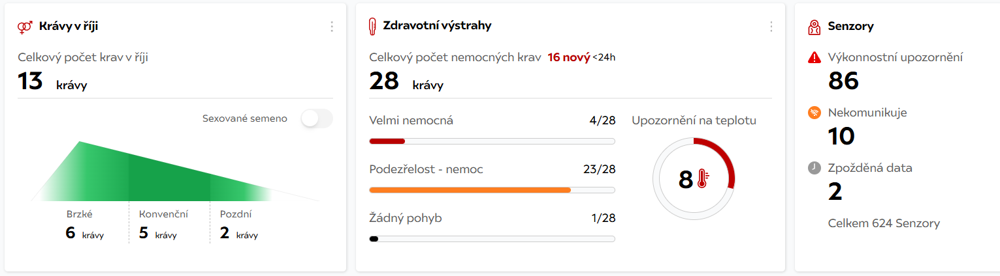 Krávy v říji
Celkový počet krav v říji
13 krávy
Sexované semeno
Brzké
6 krávy
Konvenční
5 krávy
Pozdní
2 krávy
Zdravotní výstrahy
Celkový počet nemocných krav 16 nový <24h
28 krávy
Velmi nemocná 4/28
Podezřelost - nemoc 23/28
Žádný pohyb 1/28
Upozornění na teplotu
8
Senzory
Výkonnostní upozornění
86
Nekomunikuje
10
Zpožděná data
2
Celkem 624 Senzory